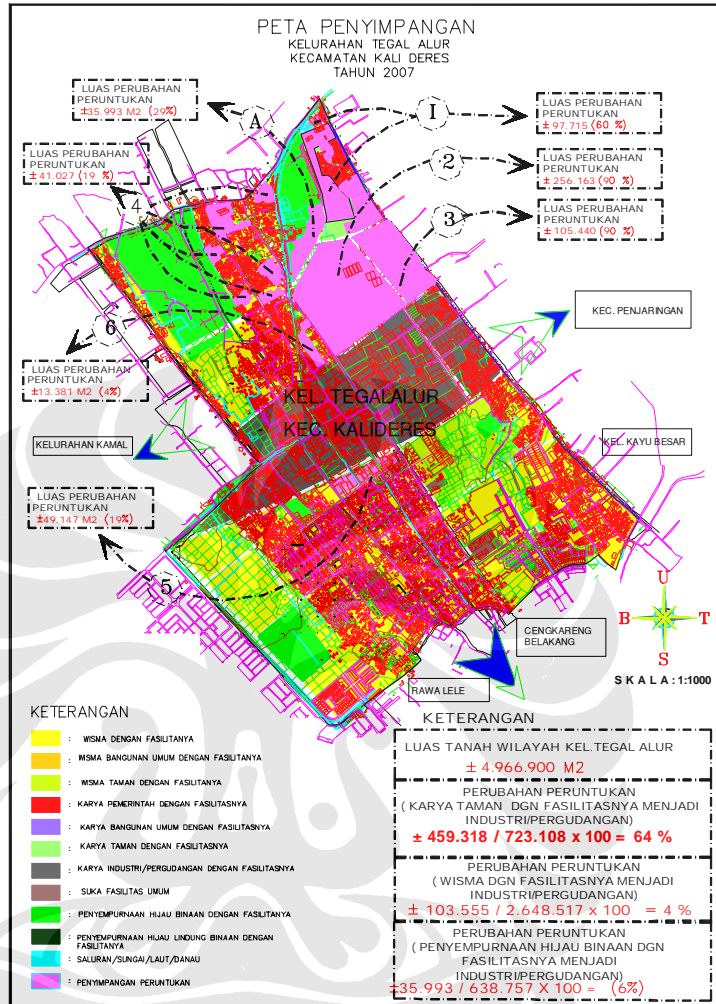 PETA PENYIMPANGAN
KELURAHAN TEGAL ALUR
KECAMATAN KALI DERES
TAHUN 2007
LUAS PERUBAHAN
PERUNTUKAN
±35.993 M2 (29%)
A
1
LUAS PERUBAHAN
PERUNTUKAN
± 97.715 (60 %)
LUAS PERUBAHAN
PERUNTUKAN
± 41.027 (19 %)
4
2
LUAS PERUBAHAN
PERUNTUKAN
± 256.163 (90 %)
3
LUAS PERUBAHAN
PERUNTUKAN
± 105.440 (90 %)
6
KEC. PENJARINGAN
LUAS PERUBAHAN
PERUNTUKAN
±13.381 M2 (4%)
KEL. TEGALALUR
KEC. KALIDERES
KELURAHAN KAMAL
KEL. KAYU BESAR
LUAS PERUBAHAN
PERUNTUKAN
±49.147 M2 (19%)
5
U
B
T
S
CENGKARENG
BELAKANG
SKALA : 1:1000
RAWA LELE
KETERANGAN
: WISMA DENGAN FASILITANYA
: WISMA BANGUNAN UMUM DENGAN FASILITANYA
: WISMA TAMAN DENGAN FASILITANYA
: KARYA PEMERINTAH DENGAN FASILITASNYA
: KARYA BANGUNAN UMUM DENGAN FASILITANYA
: KARYA TAMAN DENGAN FASILITANYA
: KARYA INDUSTRI/PERGUDANGAN DENGAN FASILITANYA
: SUKA FASILITAS UMUM
: PENYEMPURNAAN HIJAU BINAAN DENGAN FASILITANYA
: PENYEMPURNAAN HIJAU LINDUNG BINAAN DENGAN
FASILITANYA
: SALURAN/SUNGAI/LAUT/DANAU
: PENYIMPANGAN PERUNTUKAN
KETERANGAN
LUAS TANAH WILAYAH KEL.TEGAL ALUR
± 4.966.900 M2
PERUBAHAN PERUNTUKAN
( KARYA TAMAN DGN FASILITASNYA MENJADI
INDUSTRI/PERGUDANGAN)
± 459.318 / 723.108 x 100 = 64 %
PERUBAHAN PERUNTUKAN
( WISMA DGN FASILITASNYA MENJADI
INDUSTRI/PERGUDANGAN)
± 103.555 / 2.648.517 x 100 = 4 %
PERUBAHAN PERUNTUKAN
( PENYEMPURNAAN HIJAU BINAAN DGN
FASILITASNYA MENJADI
INDUSTRI/PERGUDANGAN)
±35.993 / 638.757 X 100 = (6%)